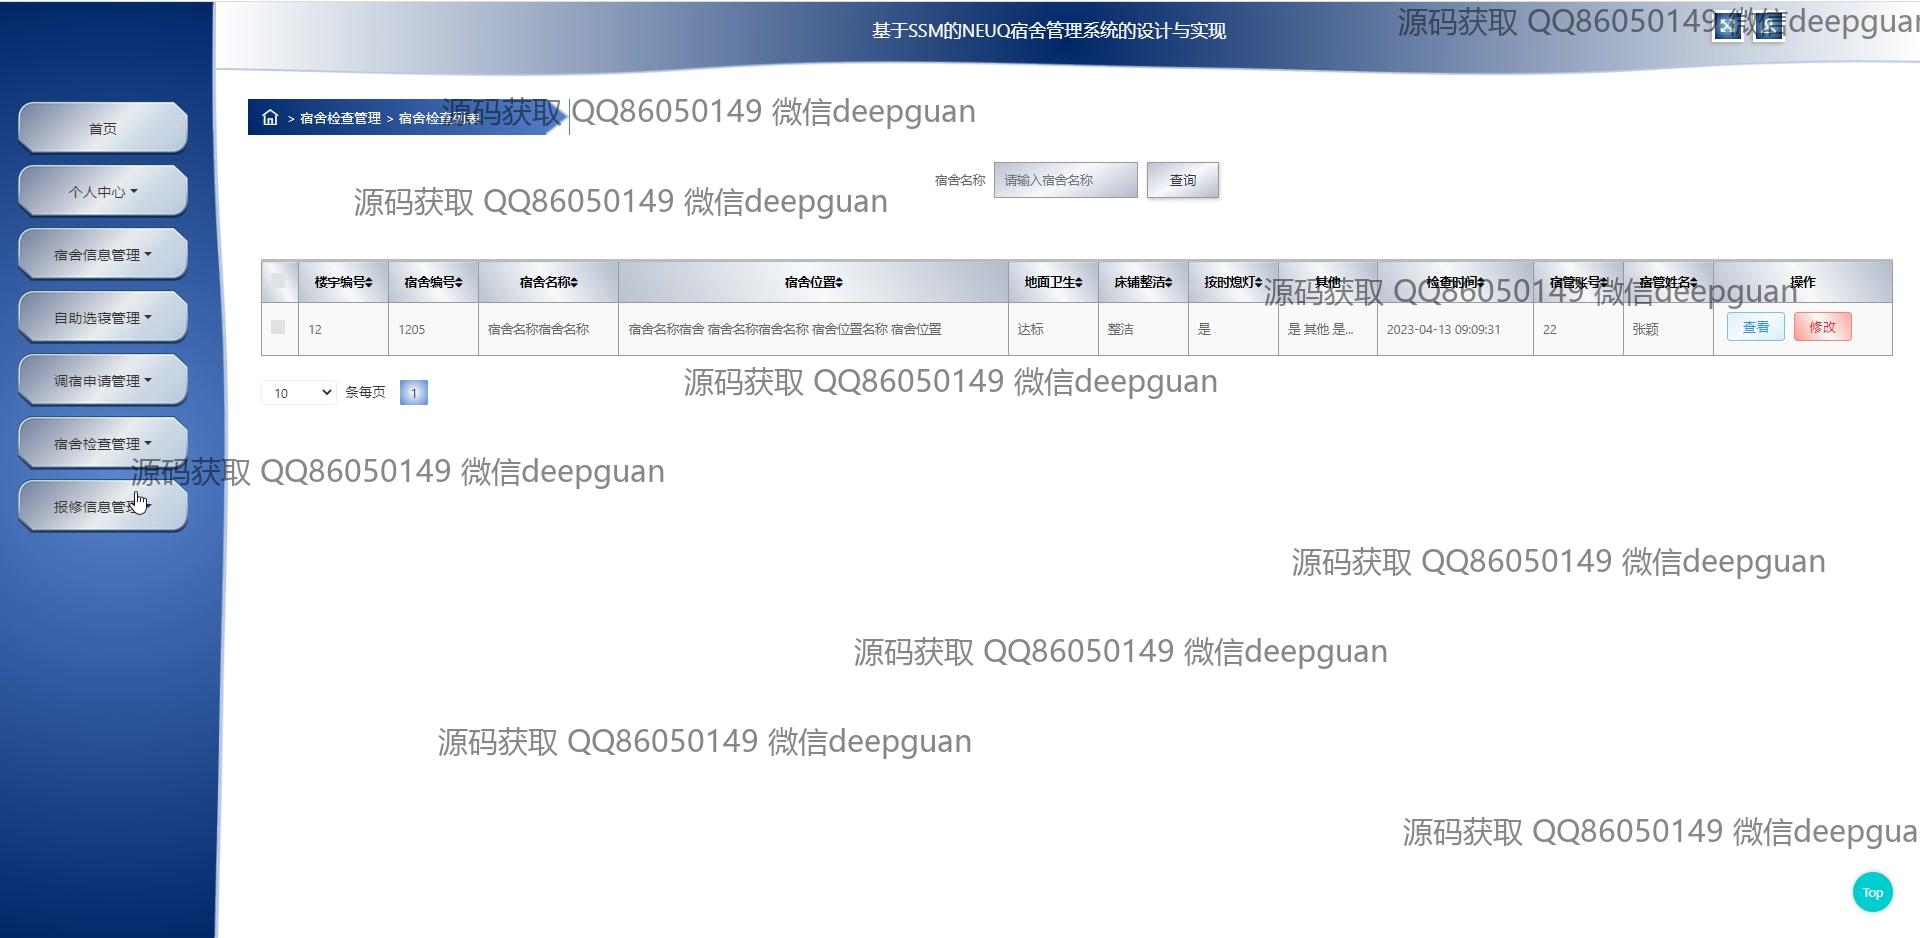 基于SSM的NEUQ宿舍管理系统的设计与实现
源码获取 QQ86050149 微信deepguan
首页
个人中心
宿舍信息管理
自助选寝管理
调宿申请管理
宿舍检查管理
报修信息管理
> 宿舍检查管理 > 宿舍检查列表
源码获取 QQ86050149 微信deepguan
宿舍名称 请输入宿舍名称 查询
源码获取 QQ86050149 微信deepguan
楼宇编号 宿舍编号 宿舍名称 宿舍位置 地面卫生 床铺整洁 按时熄灯 其他 检查时间 宿管账号 宿管姓名 操作
源码获取 QQ86050149 微信deepguan
12 1205 宿舍名称宿舍名称 宿舍名称宿舍 宿舍名称宿舍名称 宿舍位置名称 宿舍位置 达标 整洁 是 是 其他 是... 2023-04-13 09:09:31 22 张颖 查看 修改
源码获取 QQ86050149 微信deepguan
10 条每页 1
源码获取 QQ86050149 微信deepguan
源码获取 QQ86050149 微信deepguan
源码获取 QQ86050149 微信deepguan
源码获取 QQ86050149 微信deepguan
源码获取 QQ86050149 微信deepgua
Top